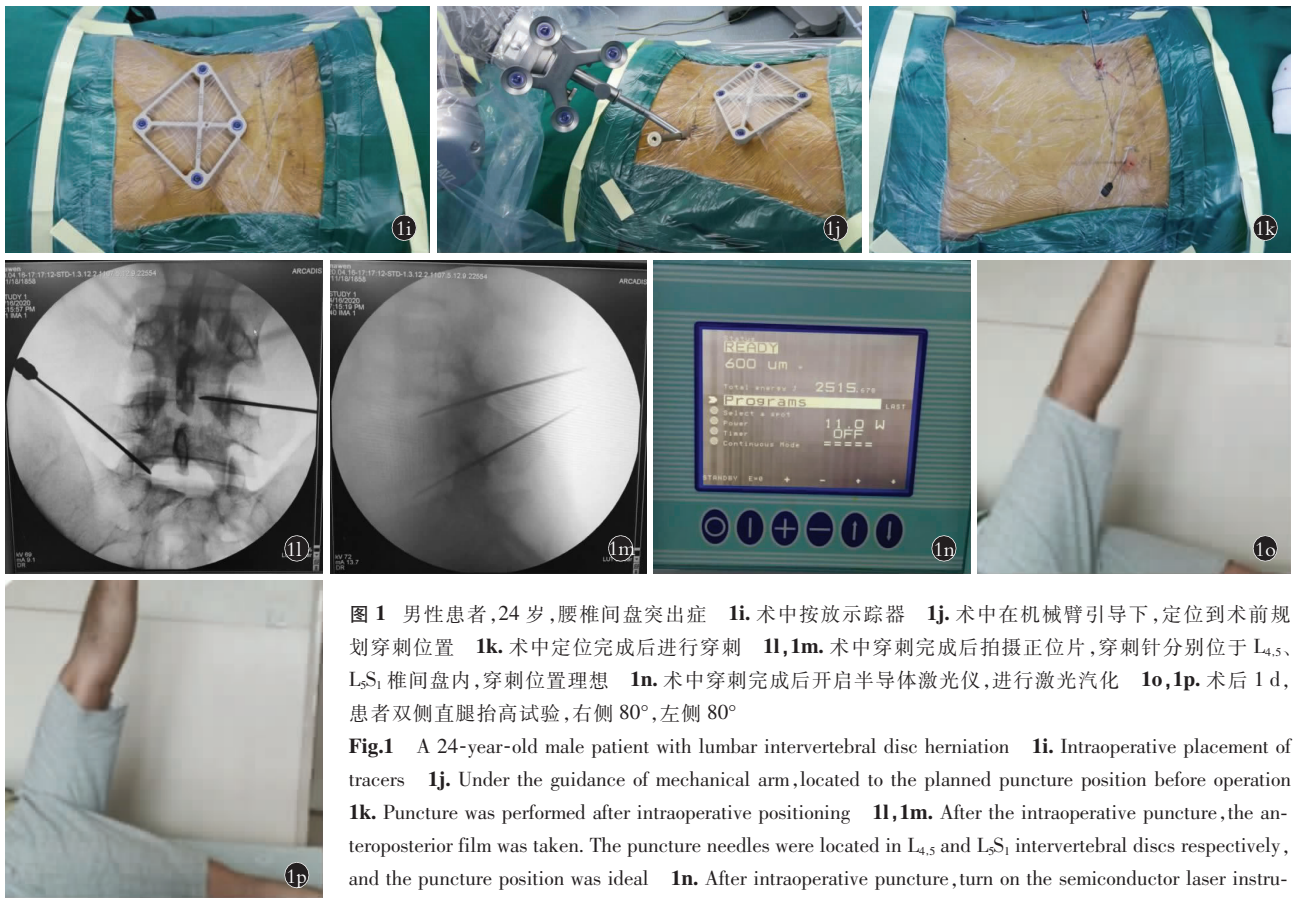 1i
1j
1k
ARCADIS
STUDY 1
1l
ARCADIS
STUDY 1
1m
READY
600 um .
Total energy J 2515.670
Programs LAST
Select a spot
Power 11.0 W
Timer OFF
Continuous Mode =====
STANDBY
1n
1o
1p
图 1 男性患者,24 岁,腰椎间盘突出症 1i. 术中按放示踪器 1j. 术中在机械臂引导下,定位到术前规
划穿刺位置 1k. 术中定位完成后进行穿刺 1l,1m. 术中穿刺完成后拍摄正位片,穿刺针分别位于 L4,5、
L5S1 椎间盘内,穿刺位置理想 1n. 术中穿刺完成后开启半导体激光仪,进行激光汽化 1o,1p. 术后 1 d,
患者双侧直腿抬高试验,右侧 80°,左侧 80°
Fig.1 A 24-year-old male patient with lumbar intervertebral disc herniation 1i. Intraoperative placement of
tracers 1j. Under the guidance of mechanical arm,located to the planned puncture position before operation
1k. Puncture was performed after intraoperative positioning 1l,1m. After the intraoperative puncture,the an-
teroposterior film was taken. The puncture needles were located in L4,5 and L5S1 intervertebral discs respectively,
and the puncture position was ideal 1n. After intraoperative puncture,turn on the semiconductor laser instru-